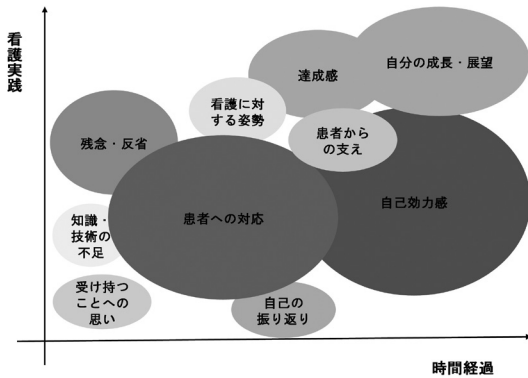 看護実践
自分の成長・展望
達成感
看護に対
する姿勢
患者から
の支え
残念・反省
自己効力感
患者への対応
知識・
技術の
不足
受け持つ
ことへの
思い
自己の
振り返り
時間経過